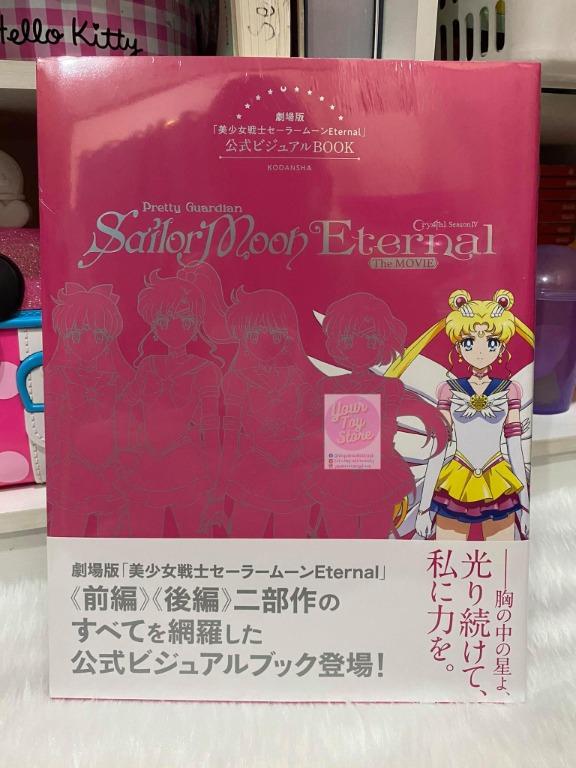 Hello Kitty
劇場版
「美少女戦士セーラームーンEternal」
公式ビジュアルBOOK
KODANSHA
Pretty Guardian
Sailor Moon Eternal
Crystal Season IV
The MOVIE
Your
Toy
Store
劇場版「美少女戦士セーラームーンEternal」
《前編》《後編》二部作の
すべてを網羅した
公式ビジュアルブック登場!
――胸の中の星よ、
光り続けて、
私に力を。